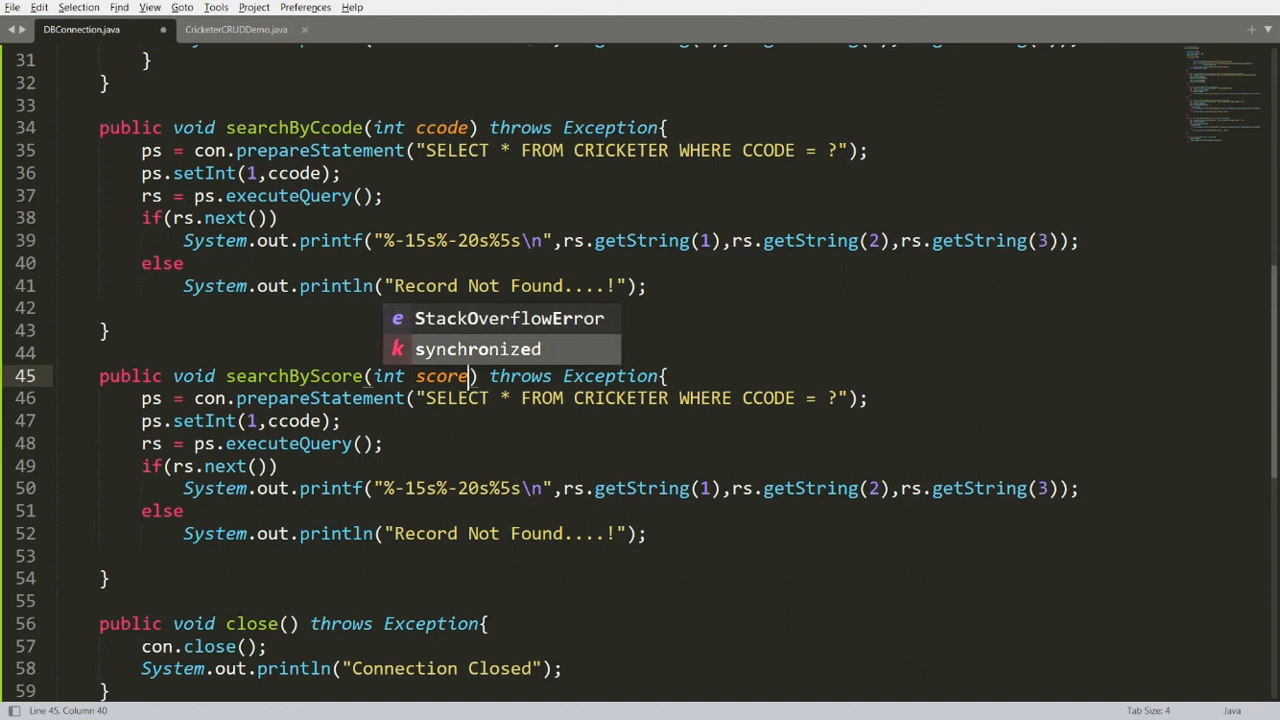 File Edit Selection Find View Goto Tools Project Preferences Help
DBConnection.java CricketerCRUDDemo.java
31 }
32 }
33
34 public void searchByCcode(int ccode) throws Exception{
35 ps = con.prepareStatement("SELECT * FROM CRICKETER WHERE CCODE = ?");
36 ps.setInt(1,ccode);
37 rs = ps.executeQuery();
38 if(rs.next())
39 System.out.printf("%-15s%-20s%5s\n",rs.getString(1),rs.getString(2),rs.getString(3));
40 else
41 System.out.println("Record Not Found....!");
42
43 }
44
e StackOverflowError
k synchronized
45 public void searchByScore(int score) throws Exception{
46 ps = con.prepareStatement("SELECT * FROM CRICKETER WHERE CCODE = ?");
47 ps.setInt(1,ccode);
48 rs = ps.executeQuery();
49 if(rs.next())
50 System.out.printf("%-15s%-20s%5s\n",rs.getString(1),rs.getString(2),rs.getString(3));
51 else
52 System.out.println("Record Not Found....!");
53
54 }
55
56 public void close() throws Exception{
57 con.close();
58 System.out.println("Connection Closed");
59 }
Line 45, Column 40 Tab Size: 4 Java